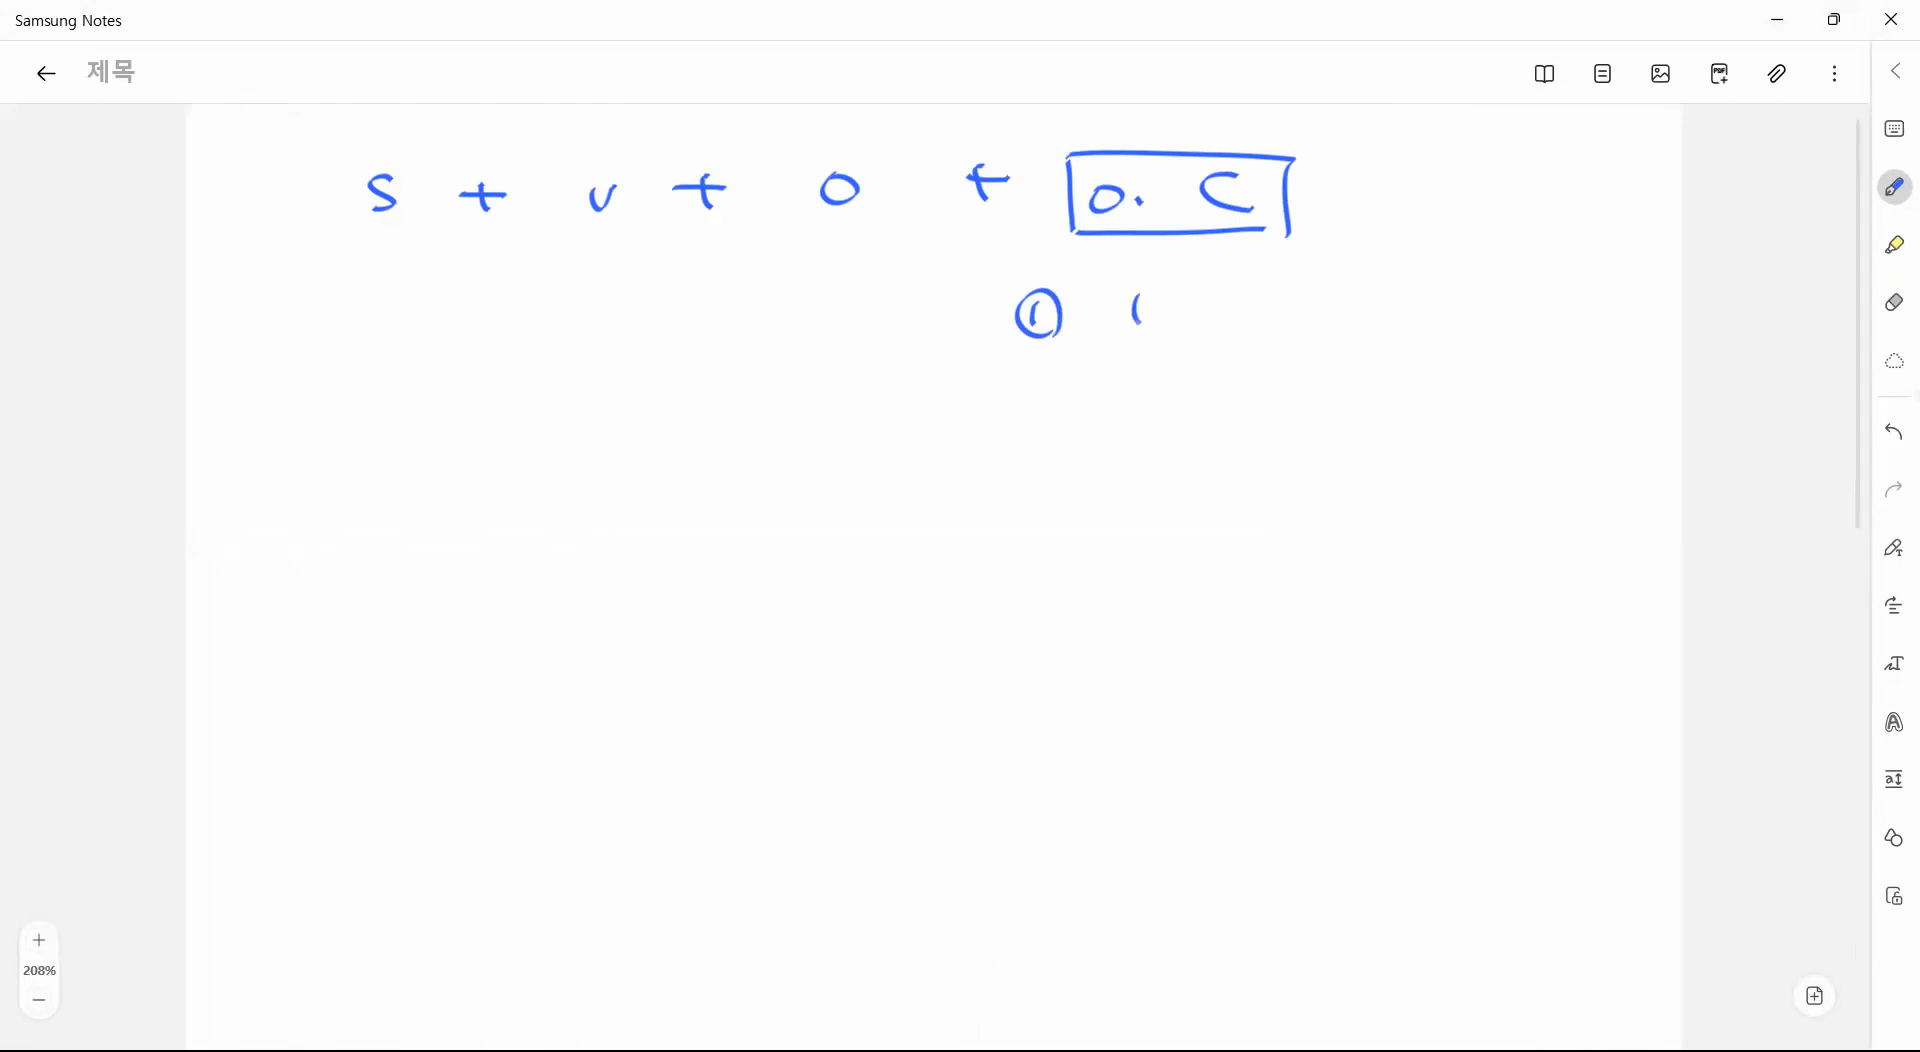 Samsung Notes
제목
S + v + O + O. C
①
208%